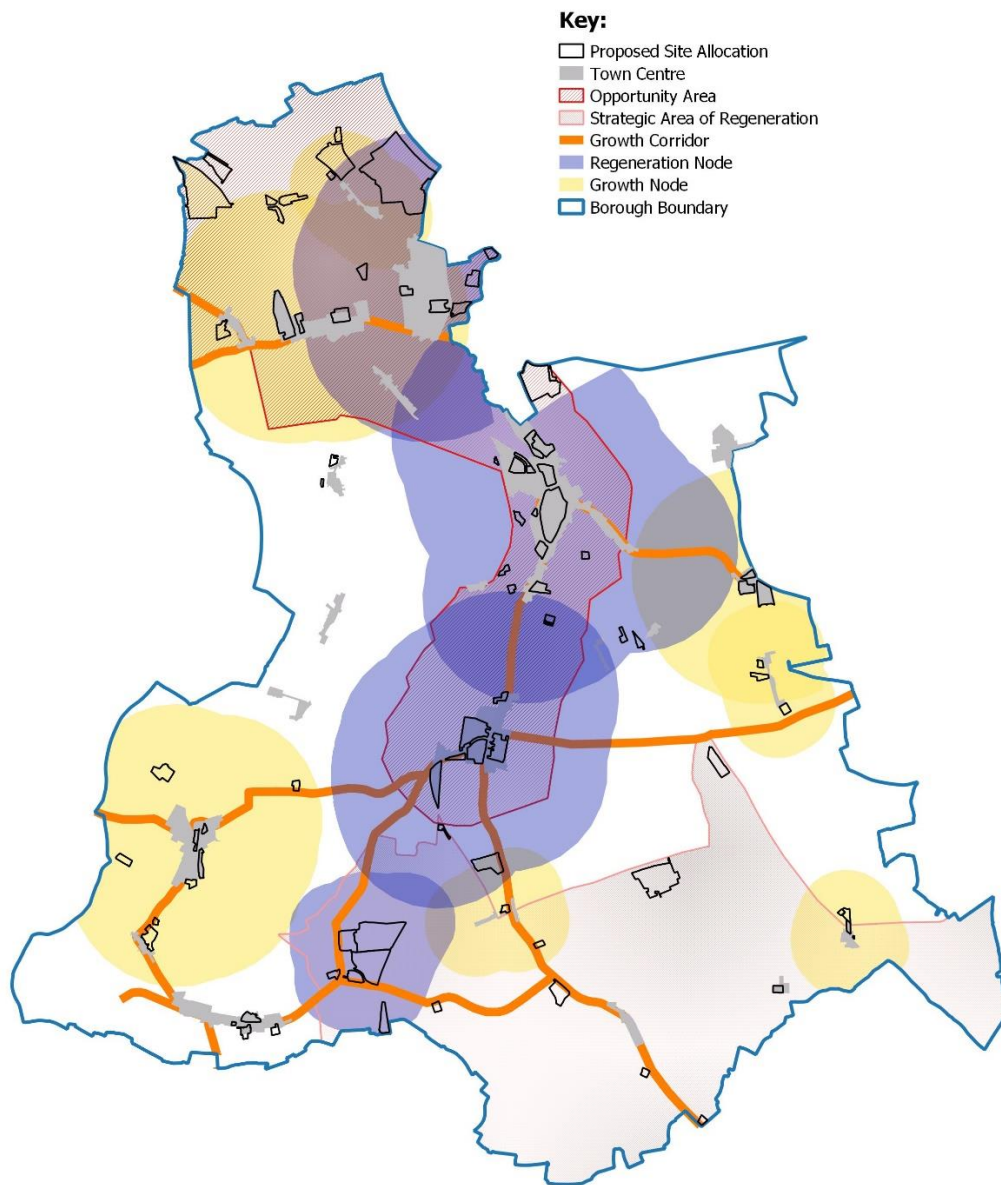 Key:
Proposed Site Allocation
Town Centre
Opportunity Area
Strategic Area of Regeneration
Growth Corridor
Regeneration Node
Growth Node
Borough Boundary